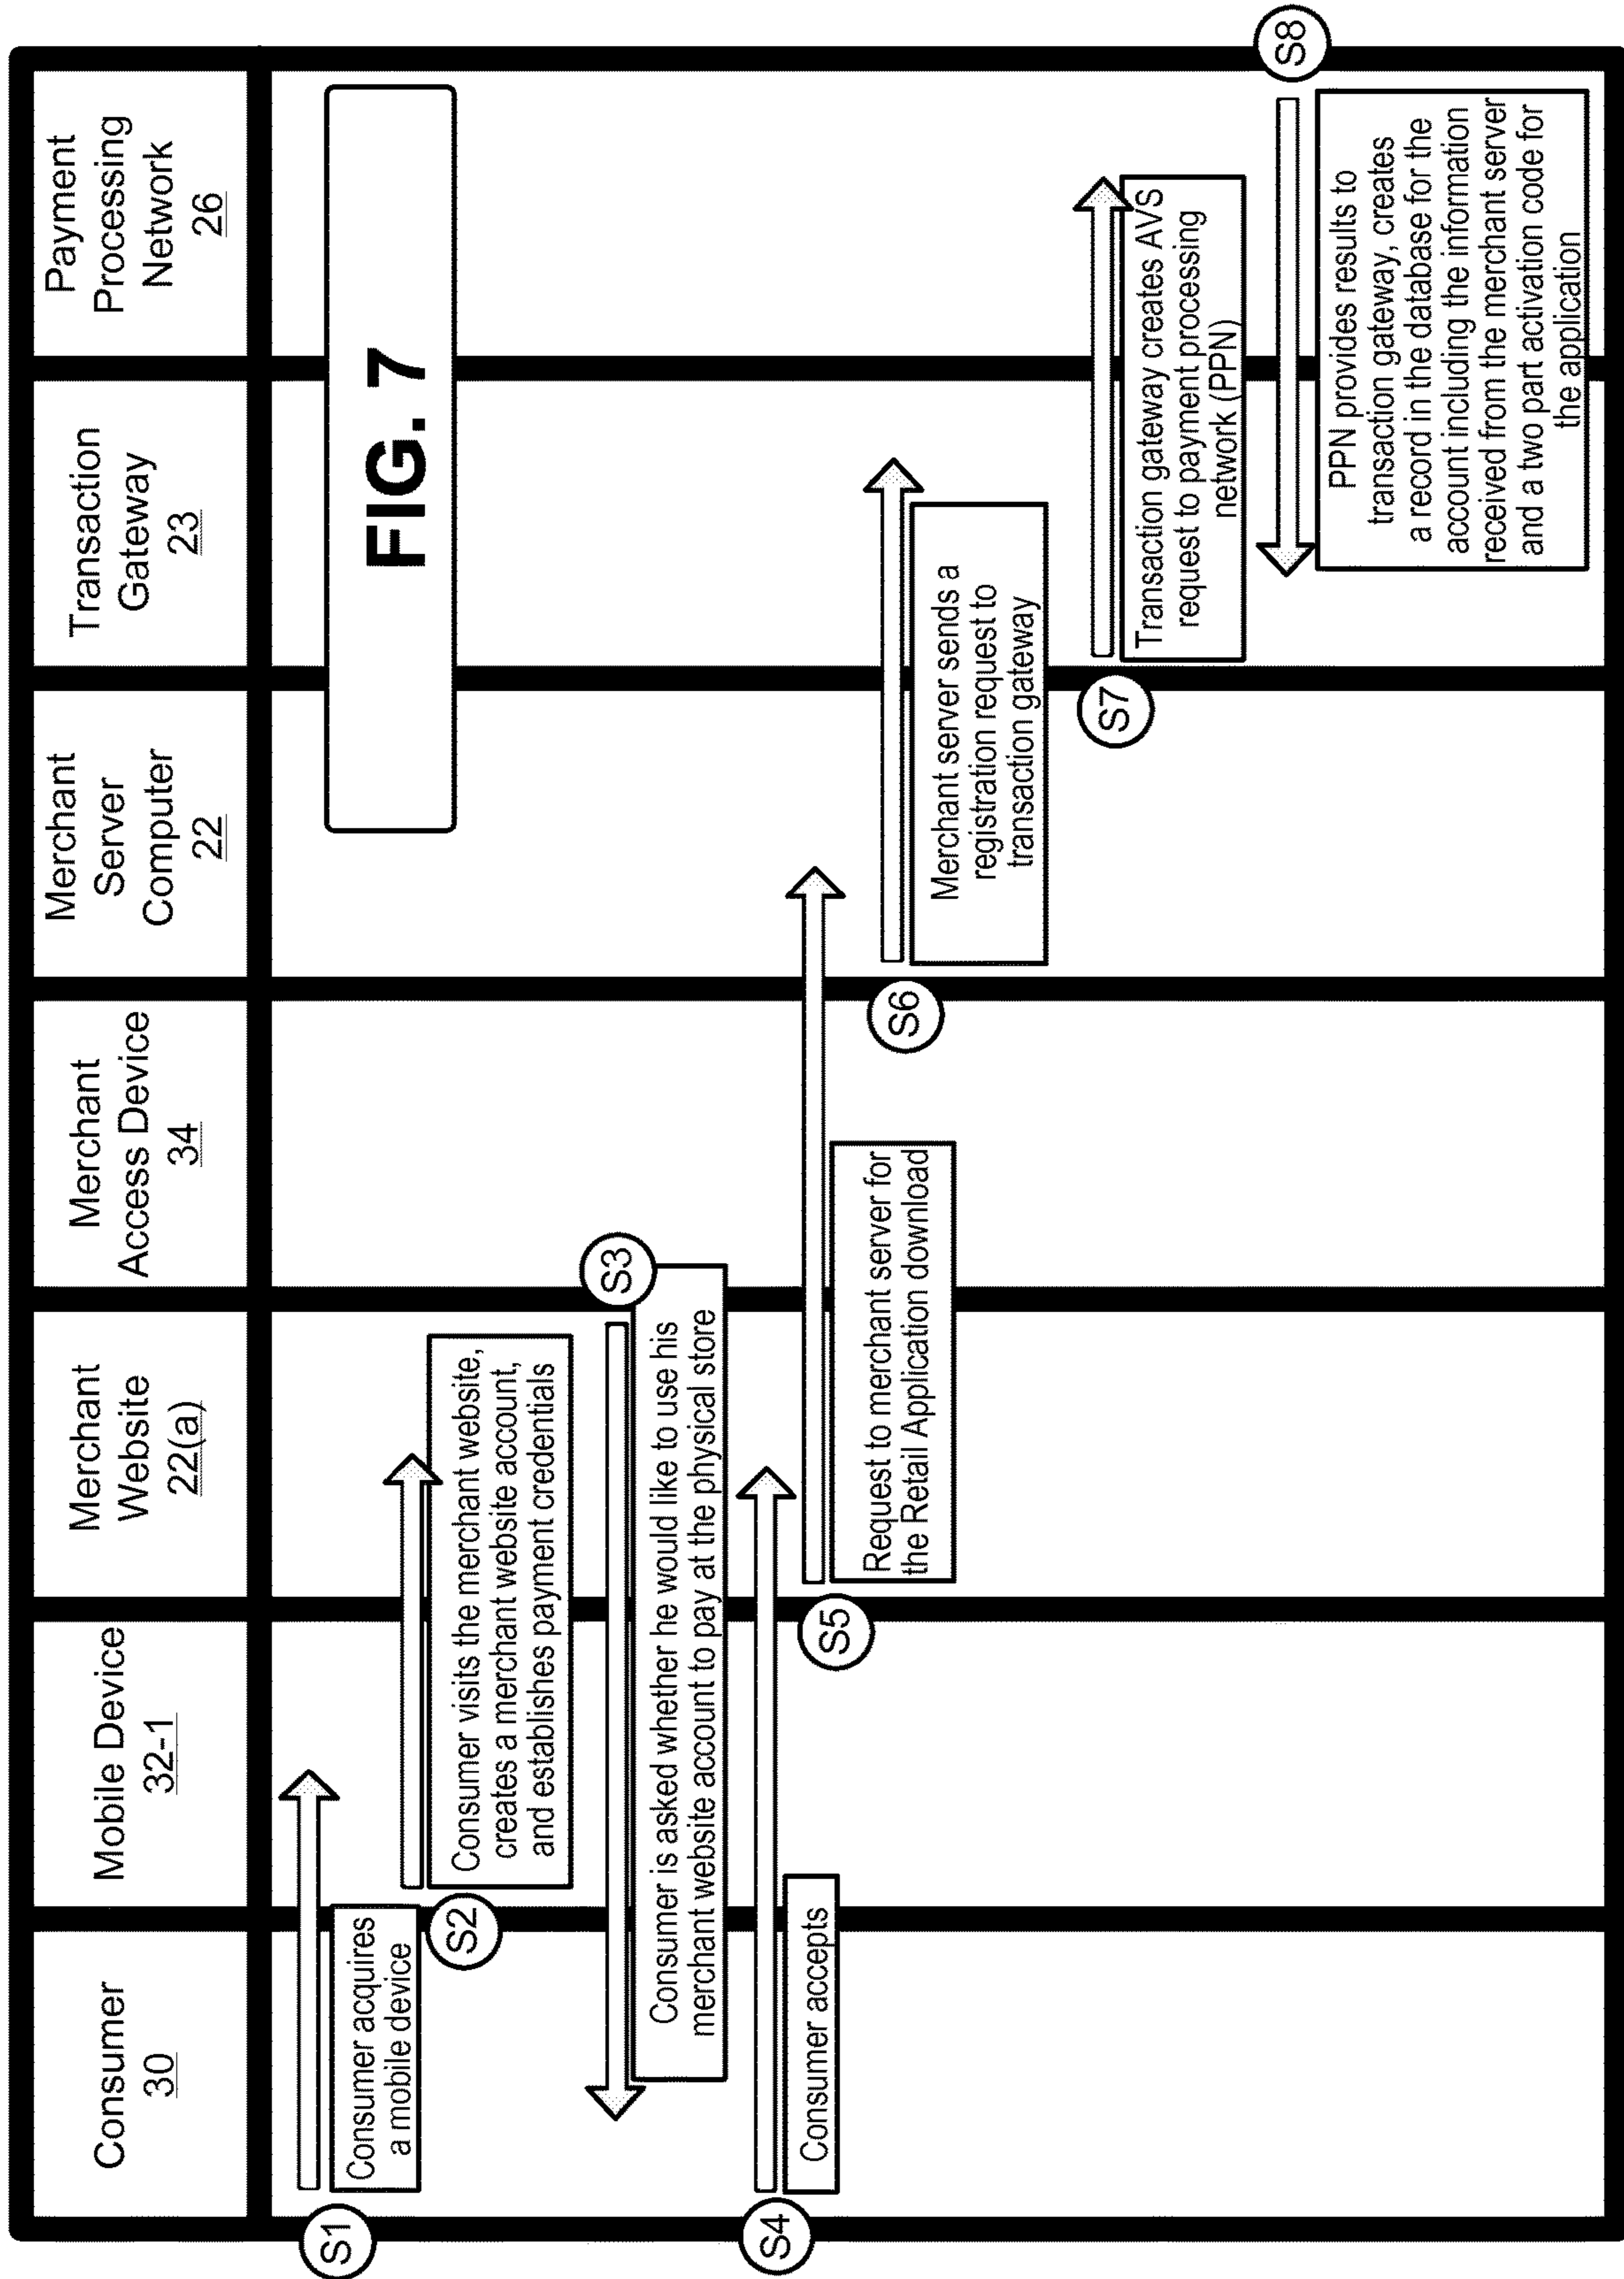 Consumer
30
Mobile Device
32-1
Merchant
Website
22(a)
Merchant
Access Device
34
Merchant
Server
Computer
22
Transaction
Gateway
23
Payment
Processing
Network
26
FIG. 7
S1
Consumer acquires
a mobile device
S2
Consumer visits the merchant website,
creates a merchant website account,
and establishes payment credentials
S3
Consumer is asked whether he would like to use his
merchant website account to pay at the physical store
S4
Consumer accepts
S5
Request to merchant server for
the Retail Application download
S6
Merchant server sends a
registration request to
transaction gateway
S7
Transaction gateway creates AVS
request to payment processing
network (PPN)
S8
PPN provides results to
transaction gateway, creates
a record in the database for the
account including the information
received from the merchant server
and a two part activation code for
the application